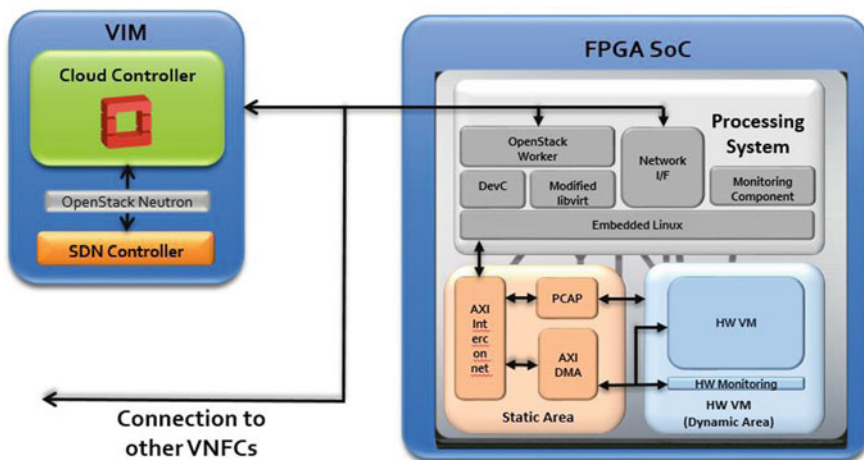 VIM
Cloud Controller
OpenStack Neutron
SDN Controller
Connection to
other VNFCs
FPGA SoC
Processing
System
OpenStack
Worker
Network
I/F
DevC
Modified
libvirt
Monitoring
Component
Embedded Linux
AXI
Int
erc
on
net
PCAP
AXI
DMA
Static Area
HW VM
HW Monitoring
HW VM
(Dynamic Area)